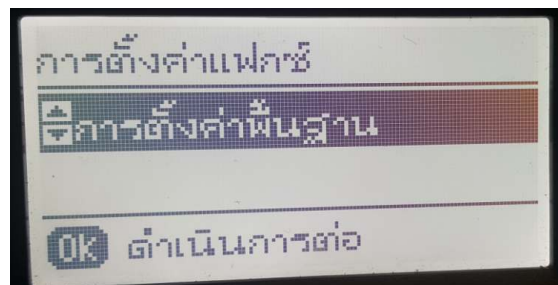 การตั้งค่าแฟกซ์
การตั้งค่าพื้นฐาน
OK ดำเนินการต่อ